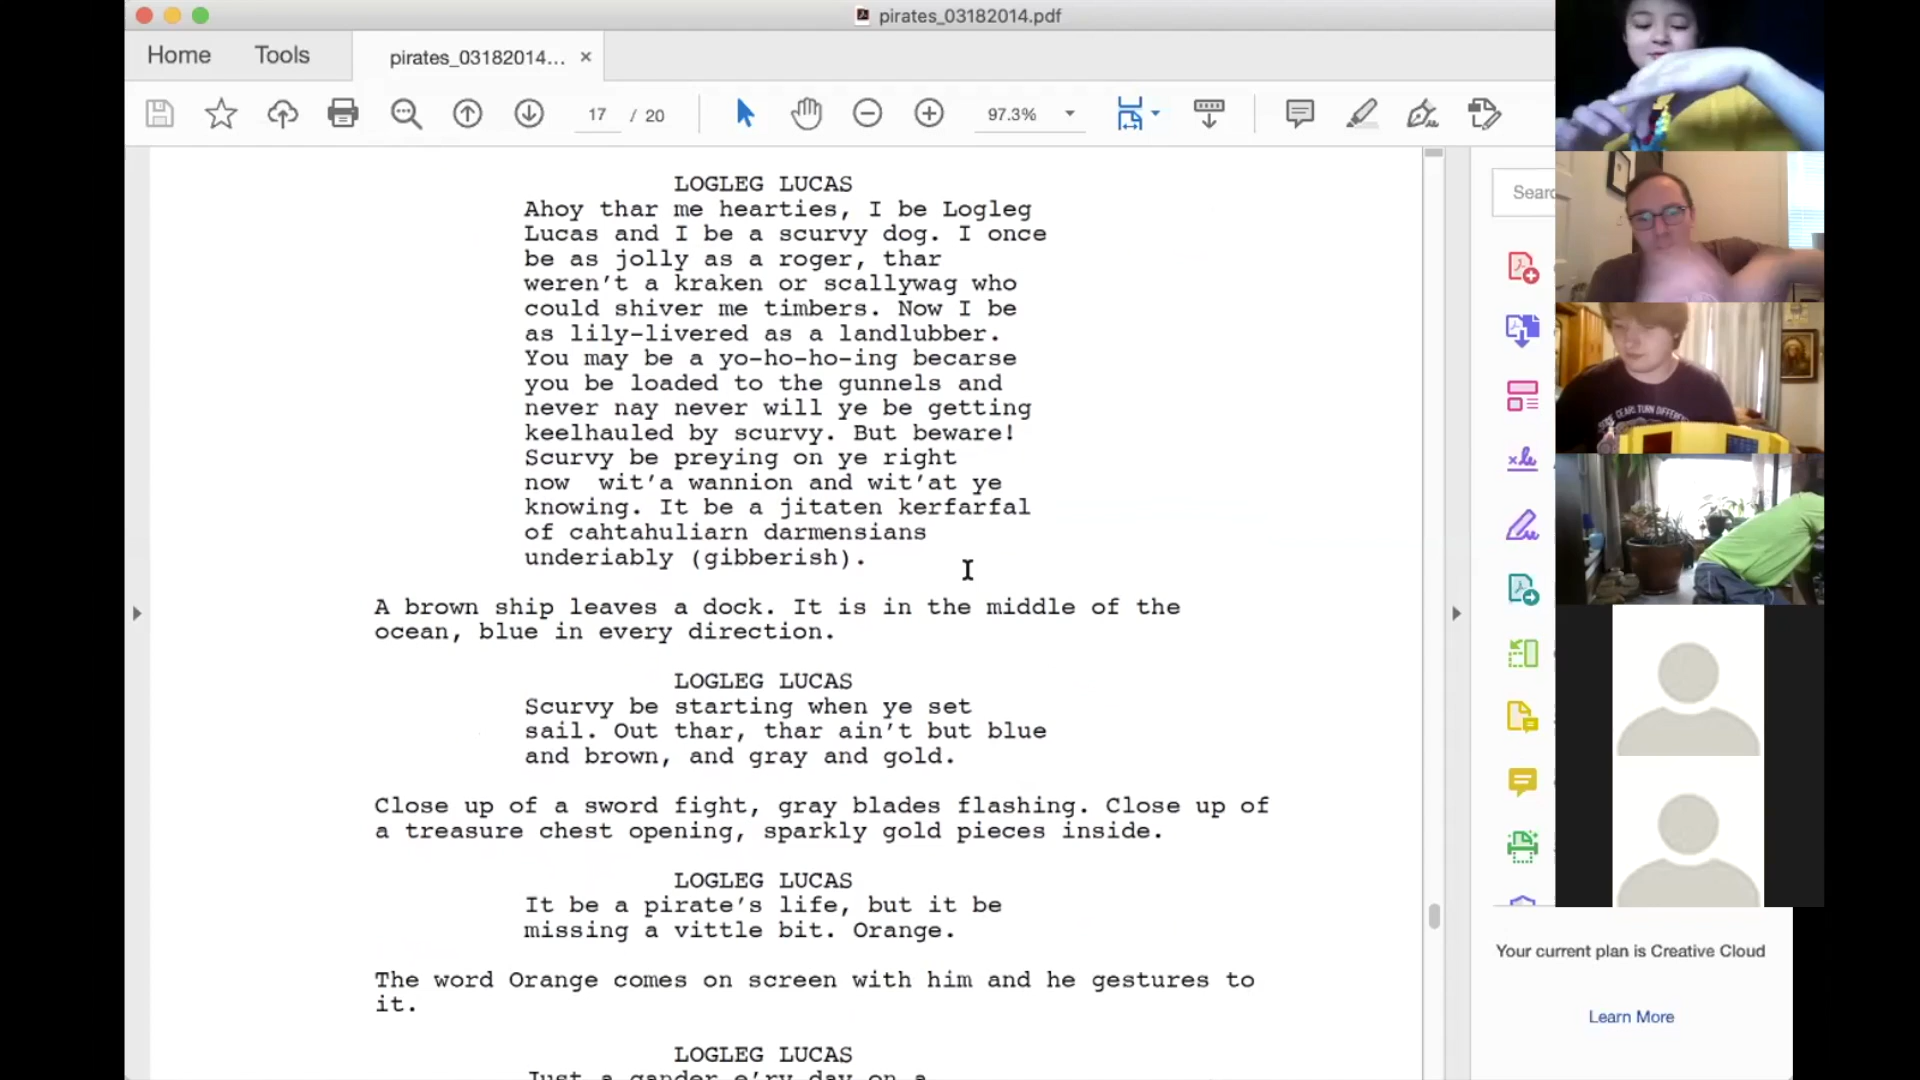 pirates_03182014.pdf
Home Tools pirates_03182014... ×
17 / 20 97.3%
LOGLEG LUCAS
Ahoy thar me hearties, I be Logleg
Lucas and I be a scurvy dog. I once
be as jolly as a roger, thar
weren't a kraken or scallywag who
could shiver me timbers. Now I be
as lily-livered as a landlubber.
You may be a yo-ho-ho-ing becarse
you be loaded to the gunnels and
never nay never will ye be getting
keelhauled by scurvy. But beware!
Scurvy be preying on ye right
now wit'a wannion and wit'at ye
knowing. It be a jitaten kerfarfal
of cahtahuliarn darmensians
underiably (gibberish).
A brown ship leaves a dock. It is in the middle of the
ocean, blue in every direction.
LOGLEG LUCAS
Scurvy be starting when ye set
sail. Out thar, thar ain't but blue
and brown, and gray and gold.
Close up of a sword fight, gray blades flashing. Close up of
a treasure chest opening, sparkly gold pieces inside.
LOGLEG LUCAS
It be a pirate's life, but it be
missing a vittle bit. Orange.
The word Orange comes on screen with him and he gestures to
it.
LOGLEG LUCAS
Just a gander e'ry day on a
Searc
Your current plan is Creative Cloud
Learn More